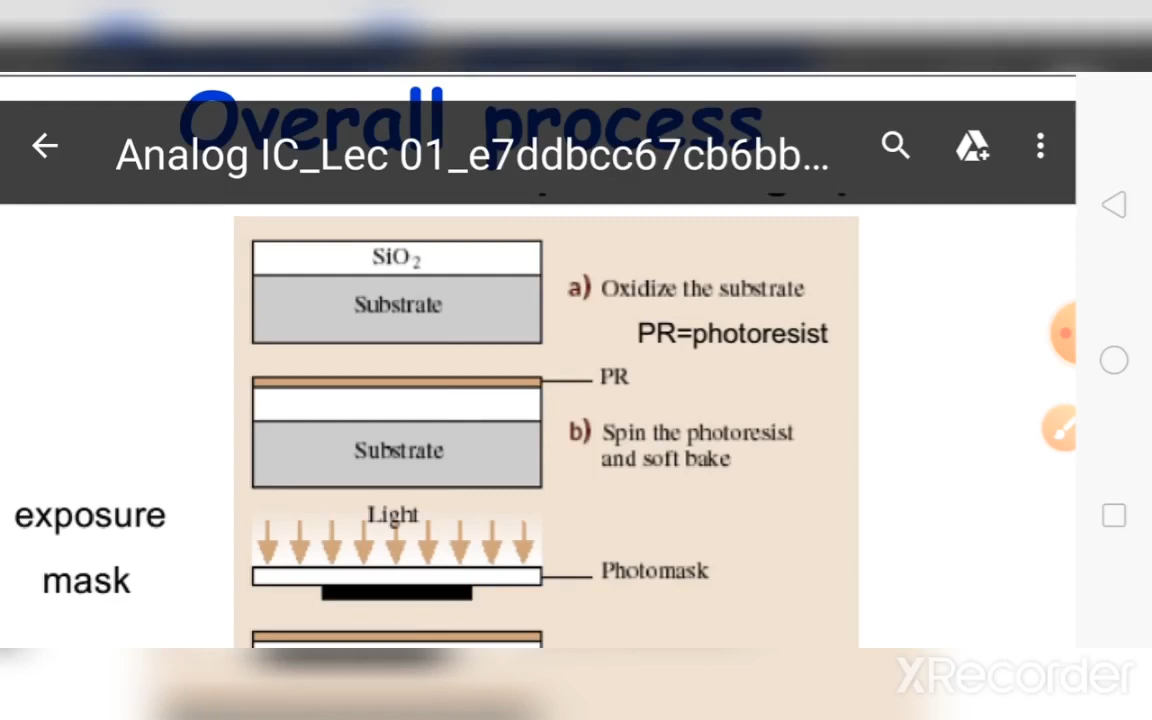 Overall process
Analog IC_Lec 01_e7ddbcc67cb6bb...
SiO2
Substrate
a) Oxidize the substrate
PR=photoresist
PR
Substrate
b) Spin the photoresist
and soft bake
Light
exposure
mask
Photomask
XRecorder